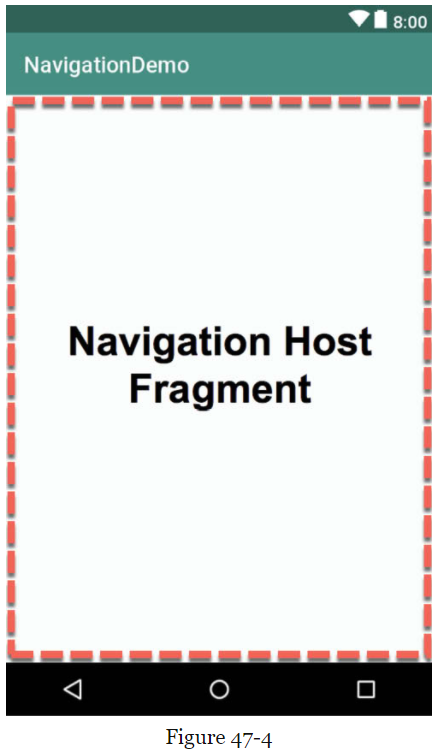 8:00
NavigationDemo
Navigation Host
Fragment
Figure 47-4